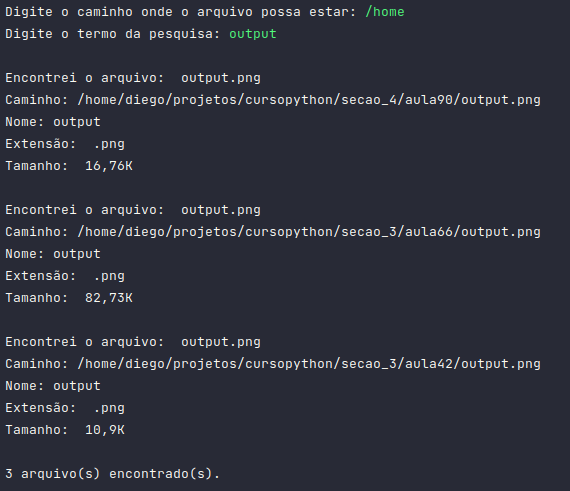 Digite o caminho onde o arquivo possa estar: /home
Digite o termo da pesquisa: output
Encontrei o arquivo:  output.png
Caminho: /home/diego/projetos/cursopython/secao_4/aula90/output.png
Nome: output
Extensão:  .png
Tamanho:  16,76K
Encontrei o arquivo:  output.png
Caminho: /home/diego/projetos/cursopython/secao_3/aula66/output.png
Nome: output
Extensão:  .png
Tamanho:  82,73K
Encontrei o arquivo:  output.png
Caminho: /home/diego/projetos/cursopython/secao_3/aula42/output.png
Nome: output
Extensão:  .png
Tamanho:  10,9K
3 arquivo(s) encontrado(s).